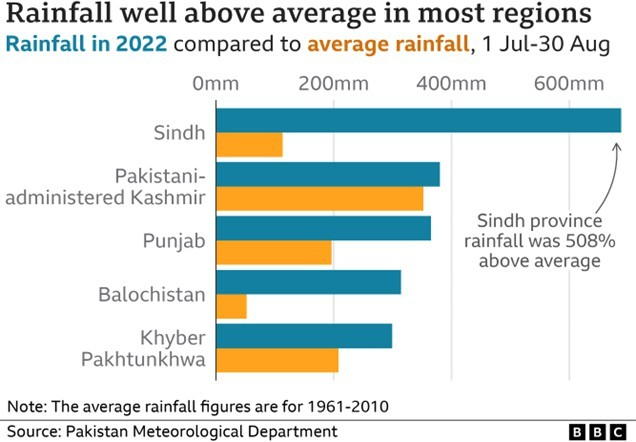 Rainfall well above average in most regions
Rainfall in 2022 compared to average rainfall, 1 Jul-30 Aug
0mm 200mm 400mm 600mm
Sindh
Pakistani-
administered Kashmir
Punjab
Sindh province
rainfall was 508%
above average
Balochistan
Khyber
Pakhtunkhwa
Note: The average rainfall figures are for 1961-2010
Source: Pakistan Meteorological Department
BBC